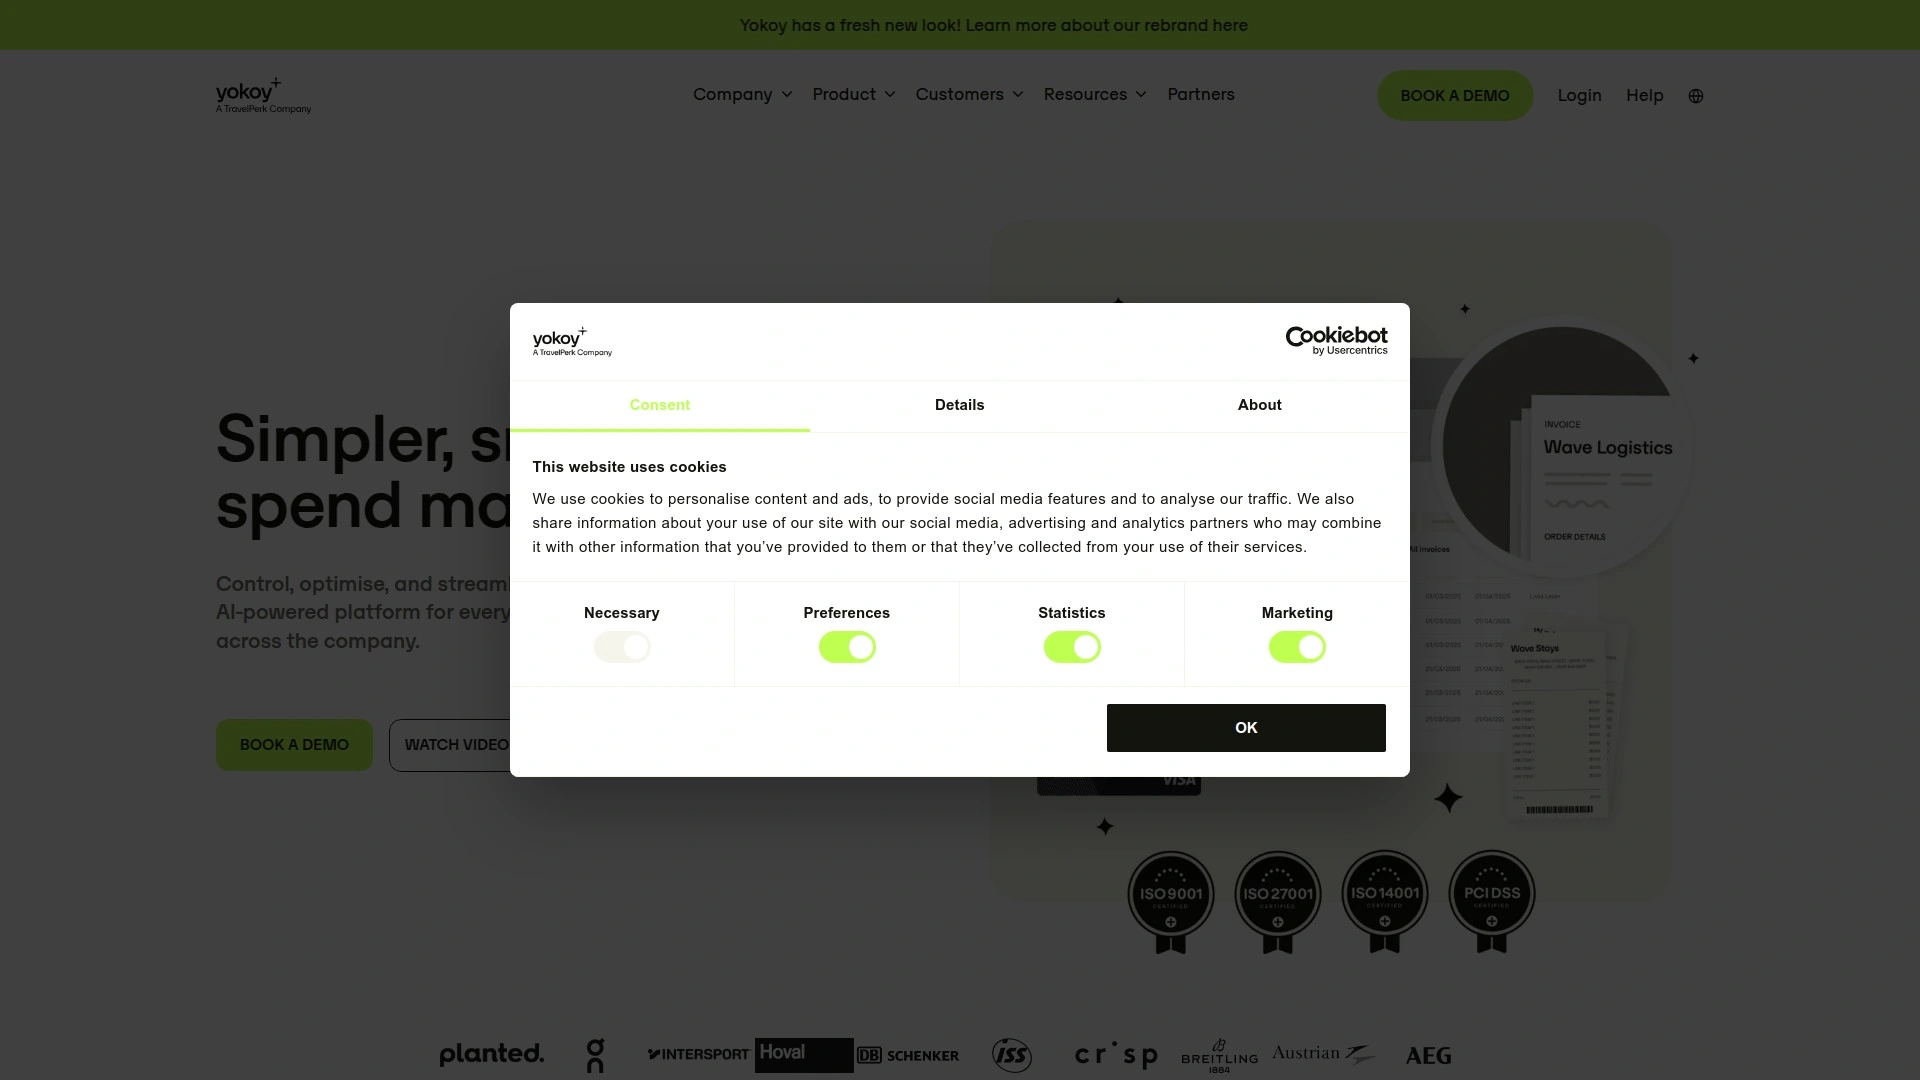 Yokoy has a fresh new look! Learn more about our rebrand here
yokoy+
A TravelPerk Company
Company
Product
Customers
Resources
Partners
BOOK A DEMO
Login
Help
yokoy+
A TravelPerk Company
Cookiebot
by Usercentrics
Consent
Details
About
This website uses cookies
We use cookies to personalise content and ads, to provide social media features and to analyse our traffic. We also
share information about your use of our site with our social media, advertising and analytics partners who may combine
it with other information that you’ve provided to them or that they’ve collected from your use of their services.
Necessary
Preferences
Statistics
Marketing
OK
Simpler,
spend
Control, optimise, and
AI-powered platform for every
across the company.
BOOK A DEMO
WATCH VIDEO
INVOICE
Wave Logistics
ORDER DETAILS
All invoices
Wave Stays
VISA
ISO 9001
CERTIFIED
ISO 27001
CERTIFIED
ISO 14001
CERTIFIED
PCI DSS
CERTIFIED
planted.
INTERSPORT
Hoval
DB SCHENKER
iss
crisp
BREITLING
1884
Austrian
AEG